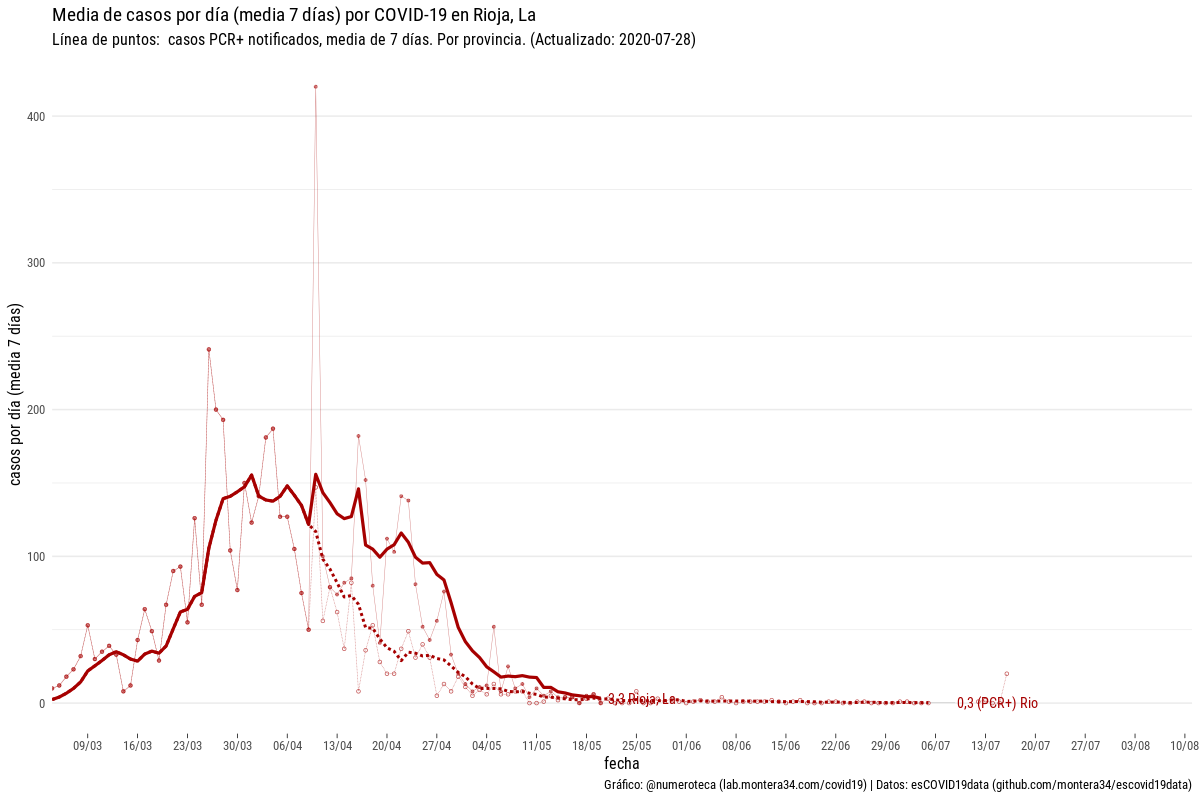 Media de casos por día (media 7 días) por COVID-19 en Rioja, La
Línea de puntos:  casos PCR+ notificados, media de 7 días. Por provincia. (Actualizado: 2020-07-28)
casos por día (media 7 días)
400
300
200
100
0
3,3 Rioja, La
0,3 (PCR+) Rio
09/03 16/03 23/03 30/03 06/04 13/04 20/04 27/04 04/05 11/05 18/05 25/05 01/06 08/06 15/06 22/06 29/06 06/07 13/07 20/07 27/07 03/08 10/08
fecha
Gráfico: @numeroteca (lab.montera34.com/covid19) | Datos: esCOVID19data (github.com/montera34/escovid19data)